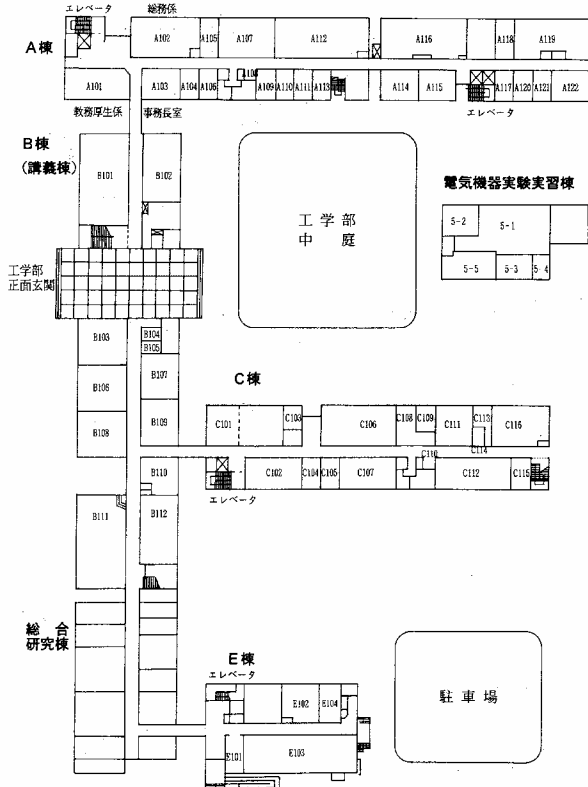 エレベータ
総務係
A棟
A102
A105
A107
A112
A116
A118
A119
A108
A101
A103
A104
A106
A109
A110
A111
A113
A114
A115
A117
A120
A121
A122
教務厚生係
事務長室
エレベータ
B棟
(講義棟)
B101
B102
工学部
中庭
電気機器実験実習棟
5-2
5-1
5-5
5-3
5-4
工学部
正面玄関
B103
B104
B105
B106
B107
B108
B109
C棟
C101
C103
C106
C108
C109
C111
C113
C116
C110
C114
B110
C102
C104
C105
C107
C112
C115
エレベータ
B111
B112
総合
研究棟
E棟
エレベータ
E102
E104
E101
E103
駐車場